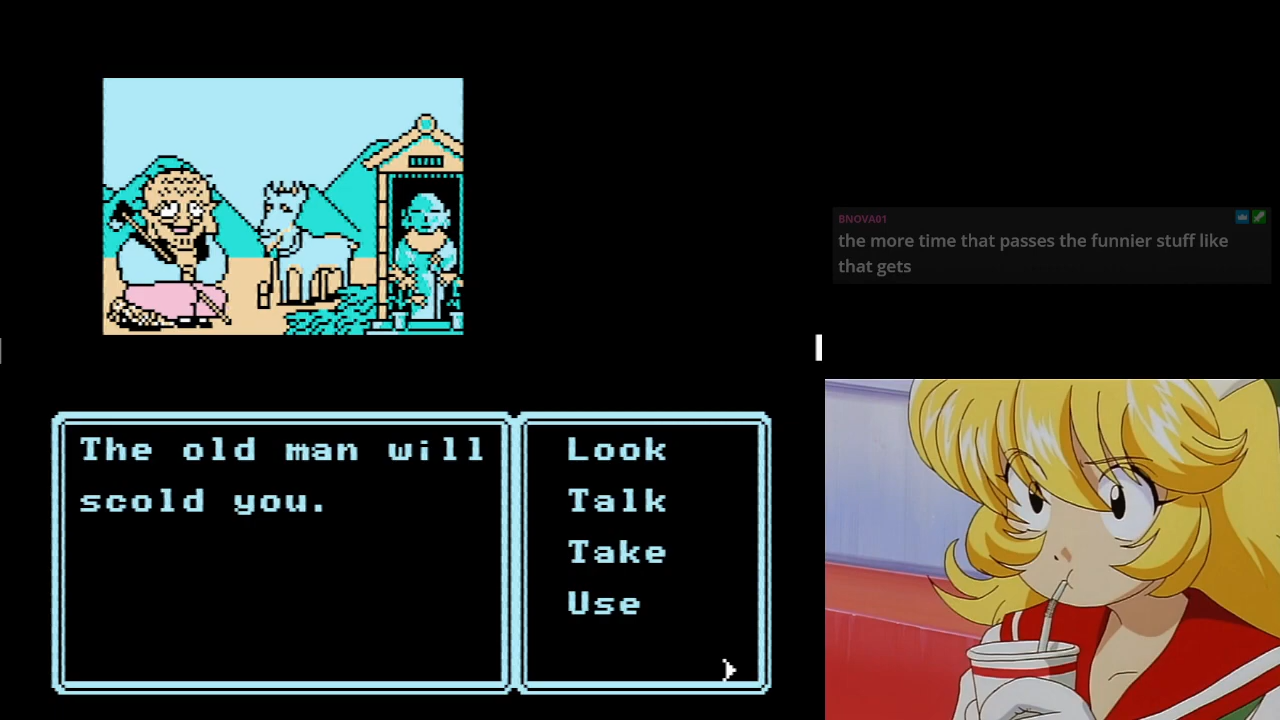 BNOVA01
the more time that passes the funnier stuff like
that gets
The old man will
scold you.
Look
Talk
Take
Use